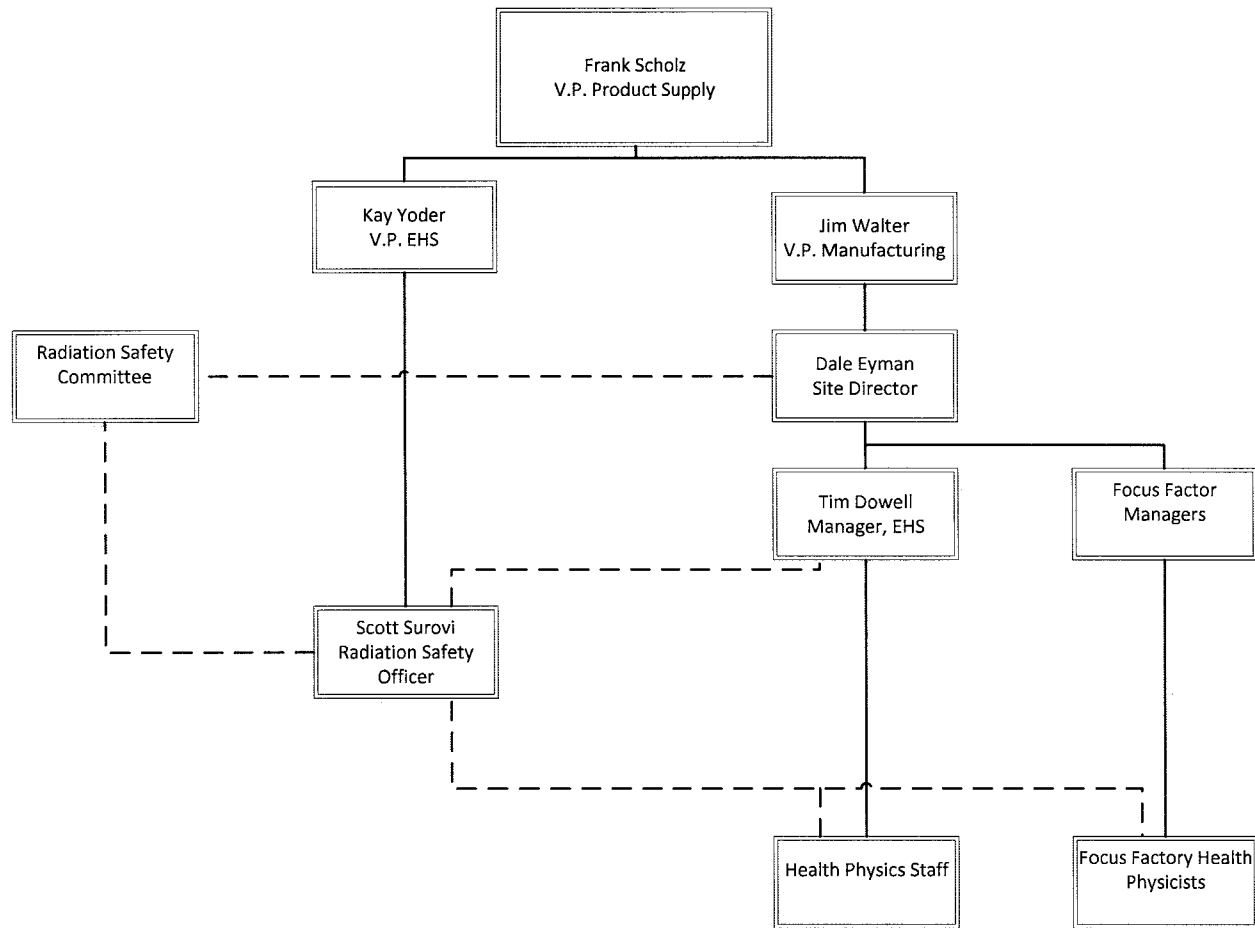 Frank Scholz
V.P. Product Supply
Kay Yoder
V.P. EHS
Jim Walter
V.P. Manufacturing
Radiation Safety
Committee
Dale Eyman
Site Director
Tim Dowell
Manager, EHS
Focus Factor
Managers
Scott Surovi
Radiation Safety
Officer
Health Physics Staff
Focus Factory Health
Physicists